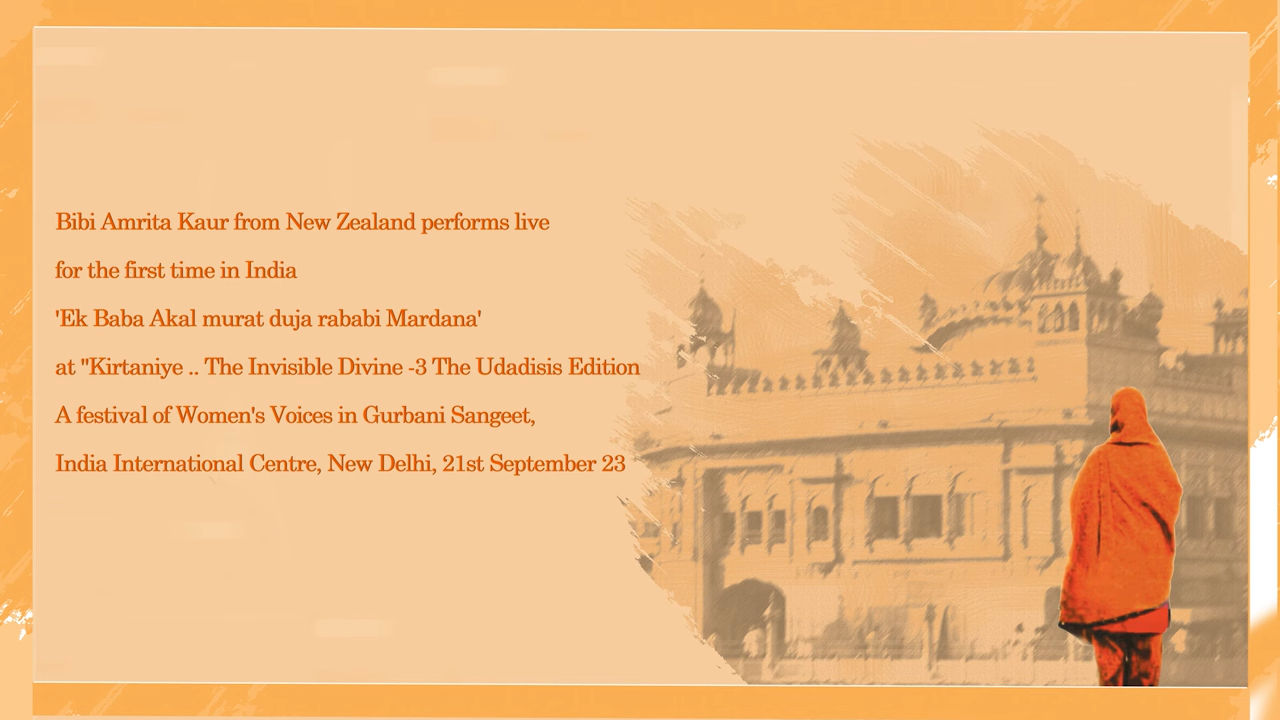 Bibi Amrita Kaur from New Zealand performs live
for the first time in India
'Ek Baba Akal murat duja rababi Mardana'
at "Kirtaniye .. The Invisible Divine -3 The Udadisis Edition
A festival of Women's Voices in Gurbani Sangeet,
India International Centre, New Delhi, 21st September 23